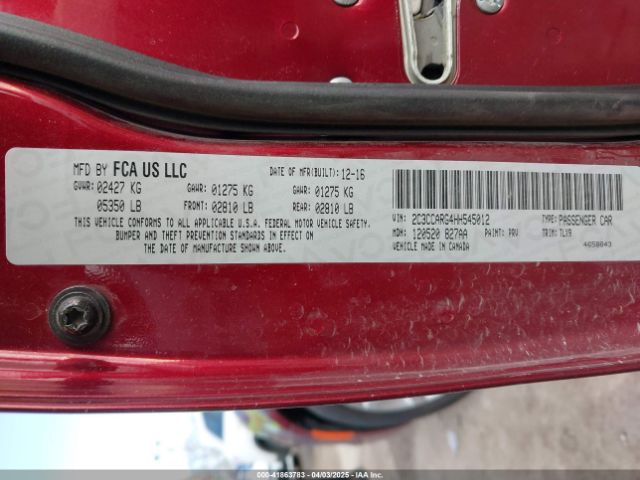 MFD BY FCA US LLC DATE OF MFR(BUILT): 12-16
GVWR: 02427 KG GAWR: 01275 KG GAWR: 01275 KG
05350 LB FRONT: 02810 LB REAR: 02810 LB
THIS VEHICLE CONFORMS TO ALL APPLICABLE U.S.A. FEDERAL MOTOR VEHICLE SAFETY,
BUMPER AND THEFT PREVENTION STANDARDS IN EFFECT ON
THE DATE OF MANUFACTURE SHOWN ABOVE.
VIN: 2C3CCARG4HH545012 TYPE: PASSENGER CAR
MDH: 120520 827AA PAINT: PRV TRIM: TLX9
VEHICLE MADE IN CANADA 4658043
000-41863783 - 04/03/2025 - IAAI.COM